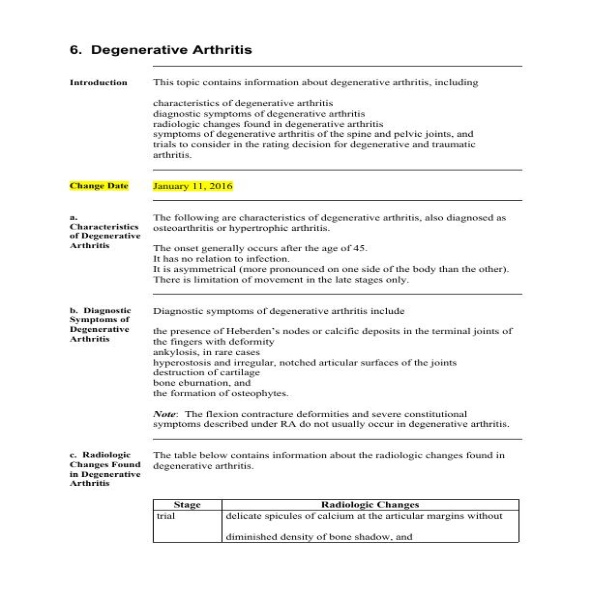 6. Degenerative Arthritis
Introduction
This topic contains information about degenerative arthritis, including
characteristics of degenerative arthritis
diagnostic symptoms of degenerative arthritis
radiologic changes found in degenerative arthritis
symptoms of degenerative arthritis of the spine and pelvic joints, and
trials to consider in the rating decision for degenerative and traumatic
arthritis.
Change Date
January 11, 2016
a.
Characteristics
of Degenerative
Arthritis
The following are characteristics of degenerative arthritis, also diagnosed as
osteoarthritis or hypertrophic arthritis.
The onset generally occurs after the age of 45.
It has no relation to infection.
It is asymmetrical (more pronounced on one side of the body than the other).
There is limitation of movement in the late stages only.
b. Diagnostic
Symptoms of
Degenerative
Arthritis
Diagnostic symptoms of degenerative arthritis include
the presence of Heberden's nodes or calcific deposits in the terminal joints of
the fingers with deformity
ankylosis, in rare cases
hyperostosis and irregular, notched articular surfaces of the joints
destruction of cartilage
bone eburnation, and
the formation of osteophytes.
Note: The flexion contracture deformities and severe constitutional
symptoms described under RA do not usually occur in degenerative arthritis.
c. Radiologic
Changes Found
in Degenerative
Arthritis
The table below contains information about the radiologic changes found in
degenerative arthritis.
Stage Radiologic Changes
trial delicate spicules of calcium at the articular margins without
diminished density of bone shadow, and